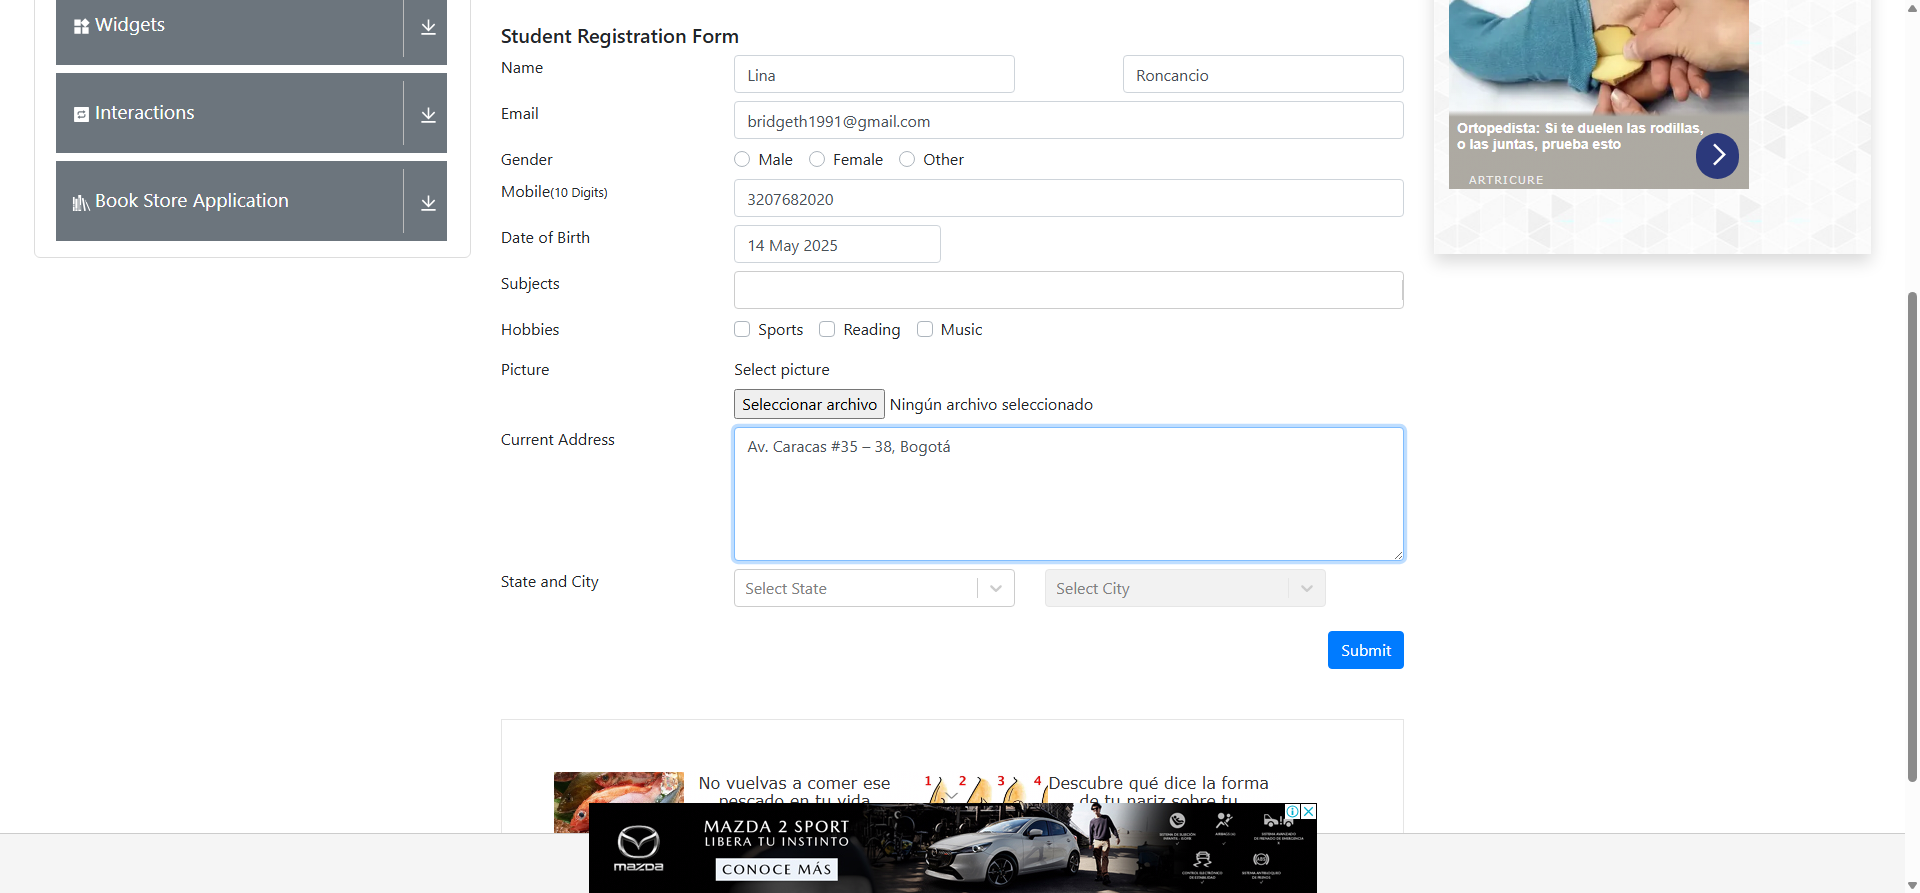 Widgets
Interactions
Book Store Application
Student Registration Form
Name
Lina
Roncancio
Email
bridgeth1991@gmail.com
Gender
Male
Female
Other
Mobile(10 Digits)
3207682020
Date of Birth
14 May 2025
Subjects
Hobbies
Sports
Reading
Music
Picture
Select picture
Seleccionar archivo
Ningún archivo seleccionado
Current Address
Av. Caracas #35 – 38, Bogotá
State and City
Select State
Select City
Submit
Ortopedista: Si te duelen las rodillas,
o las juntas, prueba esto
ARTRICURE
No vuelvas a comer ese
pescado en tu vida
1 2 3 4
Descubre qué dice la forma
de tu nariz sobre tu
mazda
MAZDA 2 SPORT
LIBERA TU INSTINTO
CONOCE MÁS